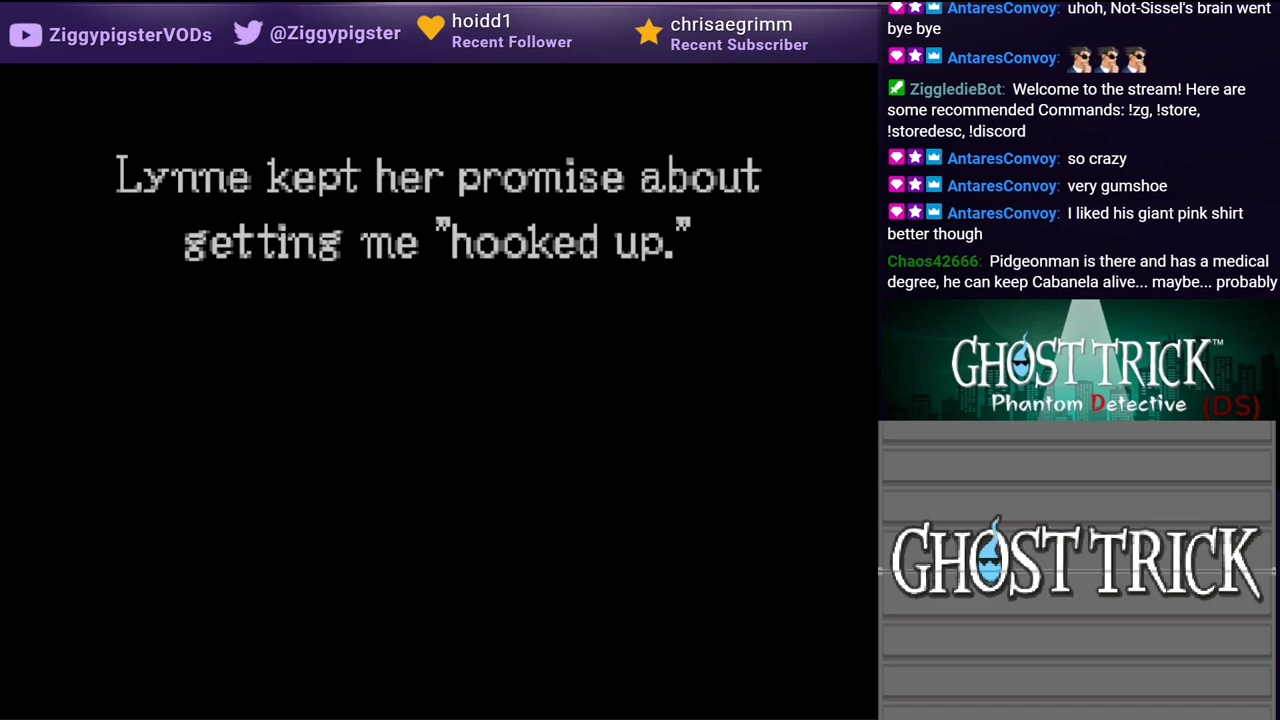 ZiggypigsterVODs
@Ziggypigster
hoidd1
Recent Follower
chrisaegrimm
Recent Subscriber
Lynne kept her promise about
getting me "hooked up."
AntaresConvoy: uhoh, Not-Sissel's brain went
bye bye
AntaresConvoy:
ZiggledieBot: Welcome to the stream! Here are
some recommended Commands: !zg, !store,
!storedesc, !discord
AntaresConvoy: so crazy
AntaresConvoy: very gumshoe
AntaresConvoy: I liked his giant pink shirt
better though
Chaos42666: Pidgeonman is there and has a medical
degree, he can keep Cabanela alive... maybe... probably
GHOST TRICK™
Phantom Detective (DS)
GHOST TRICK